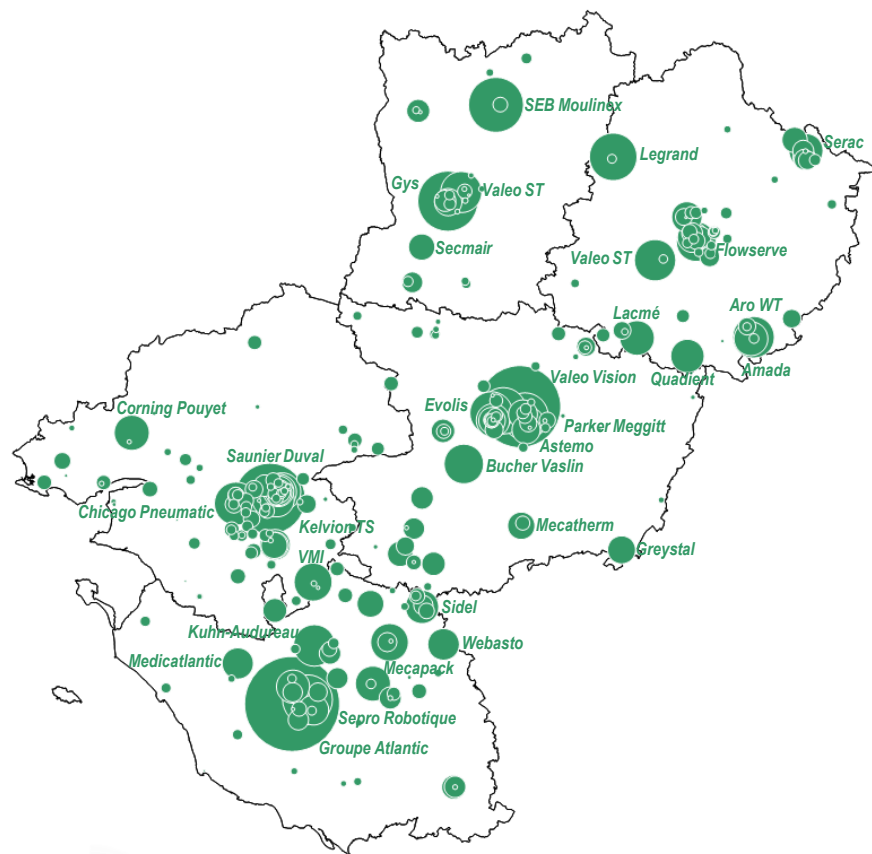 SEB Moulinex
Serac
Legrand
Gys
Valeo ST
Secmair
Valeo ST
Flowserve
Lacmé
Aro WT
Quadient
Amada
Valeo Vision
Evolis
Corning Pouyet
Parker Meggitt
Astemo
Saunier Duval
Bucher Vaslin
Chicago Pneumatic
Kelvion TS
Mecatherm
VMI
Greystal
Sidel
Kuhn-Audureau
Webasto
Medicatlantic
Mecapack
Sepro Robotique
Groupe Atlantic